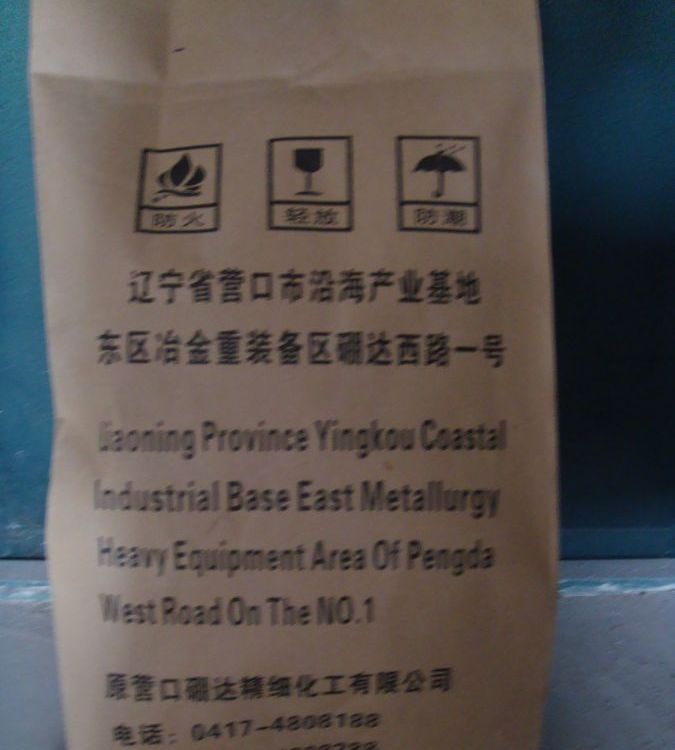 防火 轻放 防潮
辽宁省营口市沿海产业基地
东区冶金重装备区硼达西路一号
Liaoning Province Yingkou Coastal
Industrial Base East Metallurgy
Heavy Equipment Area Of Pengda
West Road On The NO.1
原营口硼达精细化工有限公司
电话：0417-4808188